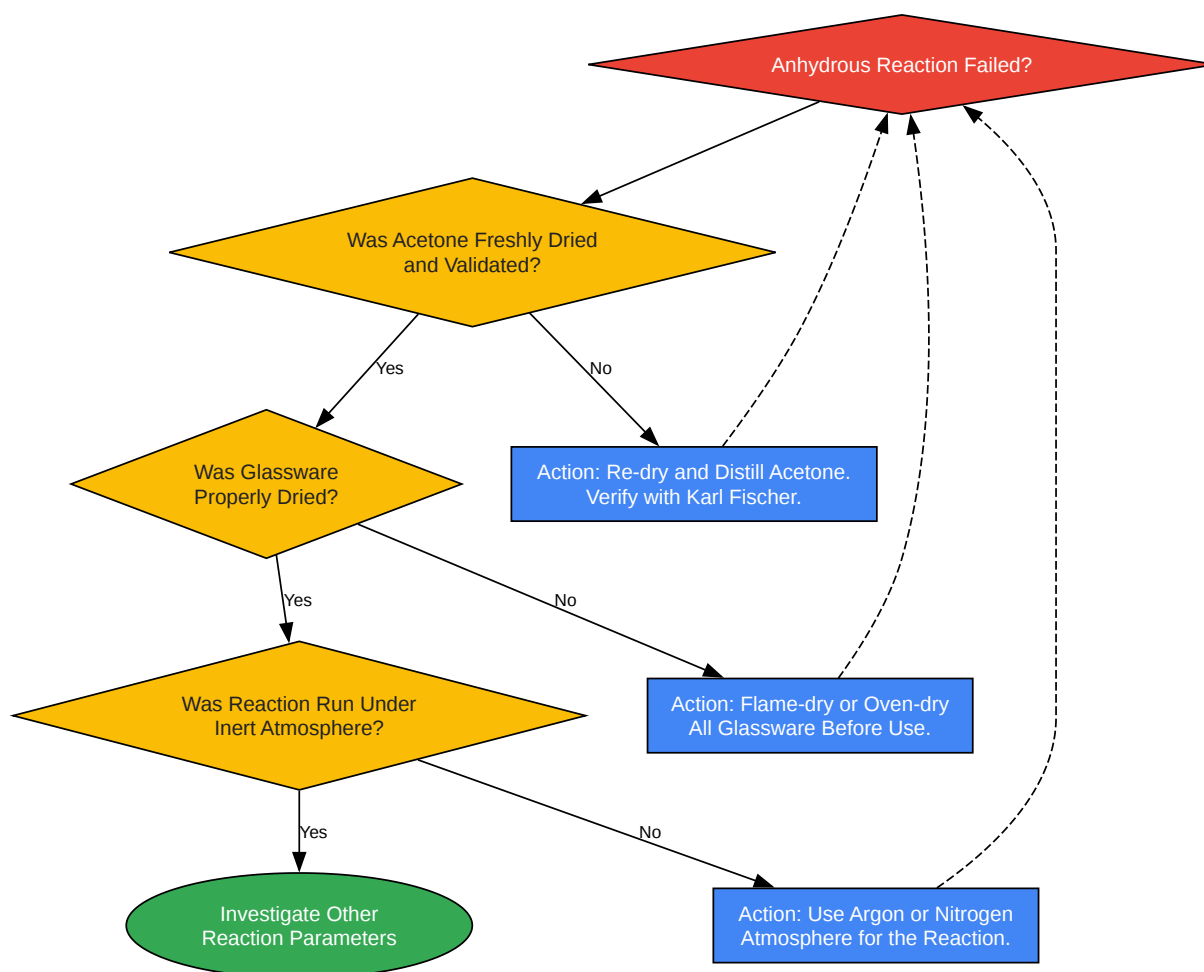 Anhydrous Reaction Failed?
Was Acetone Freshly Dried
and Validated?
Yes
No
Was Glassware
Properly Dried?
Action: Re-dry and Distill Acetone.
Verify with Karl Fischer.
Yes
No
Was Reaction Run Under
Inert Atmosphere?
Action: Flame-dry or Oven-dry
All Glassware Before Use.
Yes
No
Investigate Other
Reaction Parameters
Action: Use Argon or Nitrogen
Atmosphere for the Reaction.